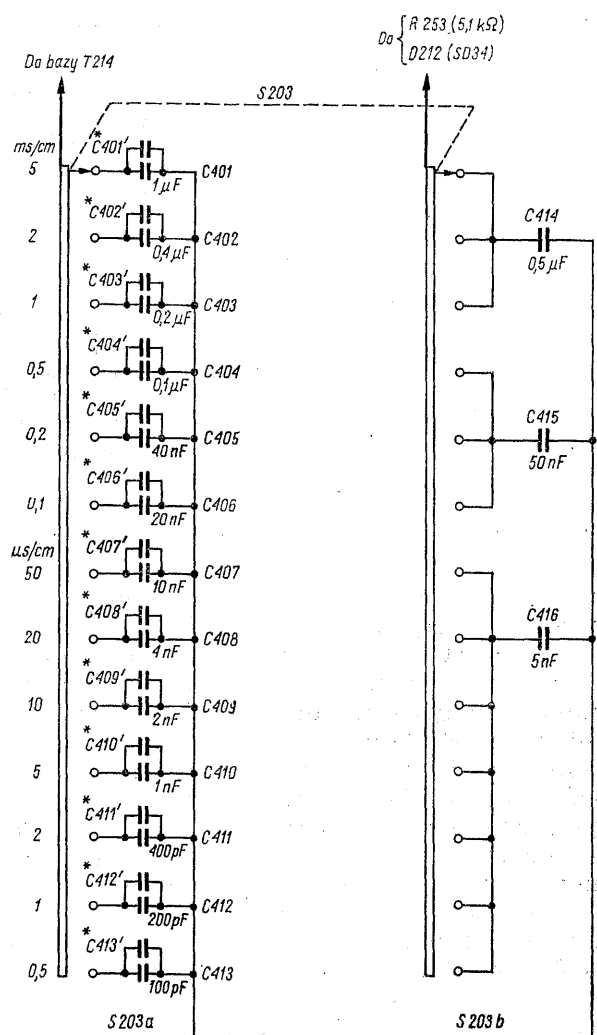 Do bazy T214
Do { R 253 (5,1 kΩ)
D212 (SD34)
S203
ms/cm
5
*C401'
1 µF
C401
2
*C402'
0,4 µF
C402
1
*C403'
0,2 µF
C403
0,5
*C404'
0,1 µF
C404
0,2
*C405'
40 nF
C405
0,1
*C406'
20 nF
C406
µs/cm
50
*C407'
10 nF
C407
20
*C408'
4 nF
C408
10
*C409'
2 nF
C409
5
*C410'
1 nF
C410
2
*C411'
400 pF
C411
1
*C412'
200 pF
C412
0,5
*C413'
100 pF
C413
C414
0,5 µF
C415
50 nF
C416
5 nF
S 203 a
S 203 b